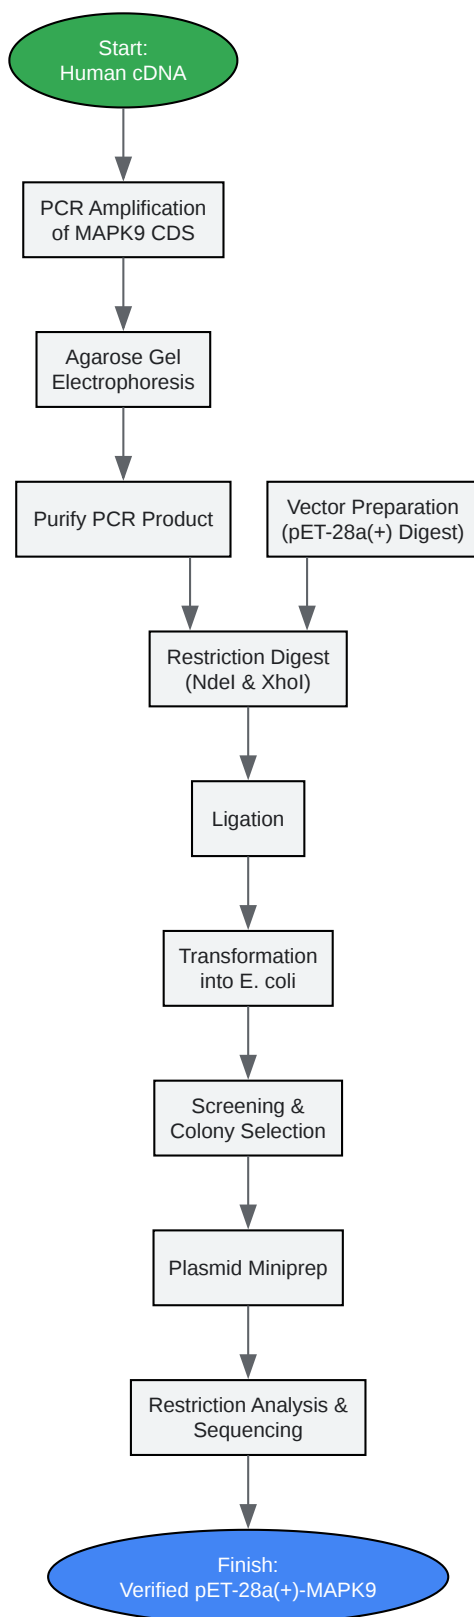 Start:
Human cDNA
PCR Amplification
of MAPK9 CDS
Agarose Gel
Electrophoresis
Purify PCR Product
Vector Preparation
(pET-28a(+) Digest)
Restriction Digest
(NdeI & XhoI)
Ligation
Transformation
into E. coli
Screening &
Colony Selection
Plasmid Miniprep
Restriction Analysis &
Sequencing
Finish:
Verified pET-28a(+)-MAPK9